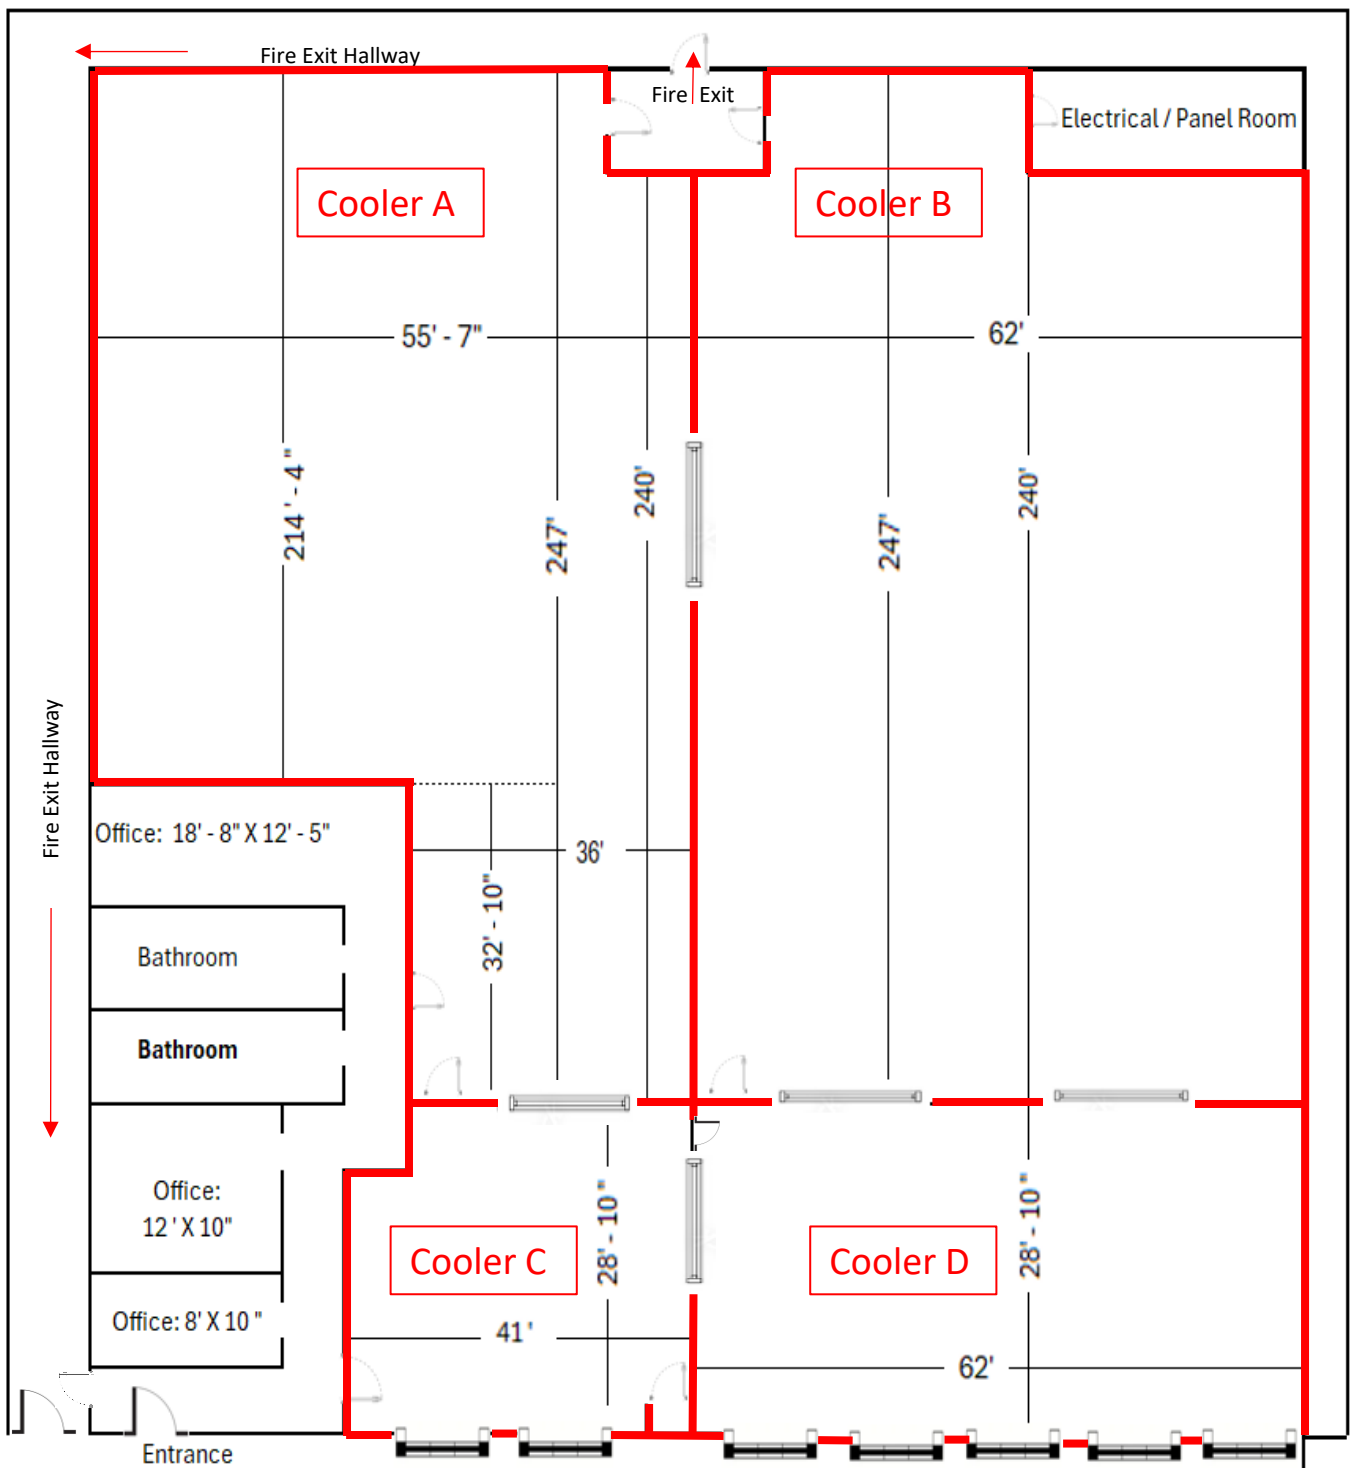 Fire Exit Hallway
Fire Exit
Electrical / Panel Room
Cooler A
Cooler B
55' - 7"
62'
214 ' - 4 "
247'
240'
247'
240'
Fire Exit Hallway
Office: 18' - 8" X 12' - 5"
36'
32' - 10"
Bathroom
Bathroom
Office:
12 ' X 10"
28' - 10 "
28' - 10 "
Cooler C
Cooler D
Office: 8' X 10 "
41 '
62'
Entrance